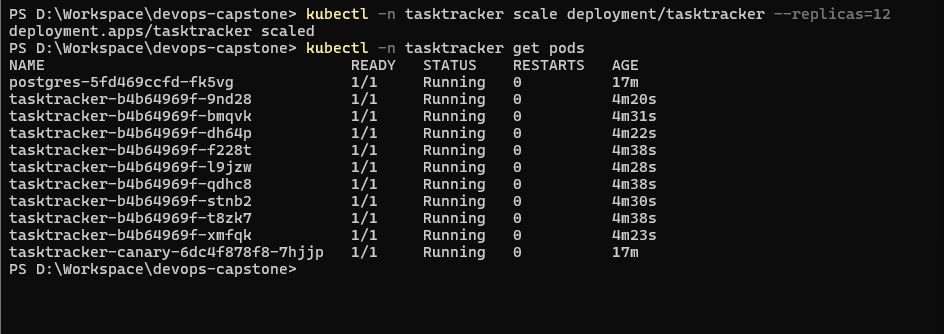 PS D:\Workspace\devops-capstone> kubectl -n tasktracker scale deployment/tasktracker --replicas=12
deployment.apps/tasktracker scaled
PS D:\Workspace\devops-capstone> kubectl -n tasktracker get pods
NAME READY STATUS RESTARTS AGE
postgres-5fd469ccfd-fk5vg 1/1 Running 0 17m
tasktracker-b4b64969f-9nd28 1/1 Running 0 4m20s
tasktracker-b4b64969f-bmqvk 1/1 Running 0 4m31s
tasktracker-b4b64969f-dh64p 1/1 Running 0 4m22s
tasktracker-b4b64969f-f228t 1/1 Running 0 4m38s
tasktracker-b4b64969f-l9jzw 1/1 Running 0 4m28s
tasktracker-b4b64969f-qdhc8 1/1 Running 0 4m38s
tasktracker-b4b64969f-stnb2 1/1 Running 0 4m30s
tasktracker-b4b64969f-t8zk7 1/1 Running 0 4m38s
tasktracker-b4b64969f-xmfqk 1/1 Running 0 4m23s
tasktracker-canary-6dc4f878f8-7hjjp 1/1 Running 0 17m
PS D:\Workspace\devops-capstone>